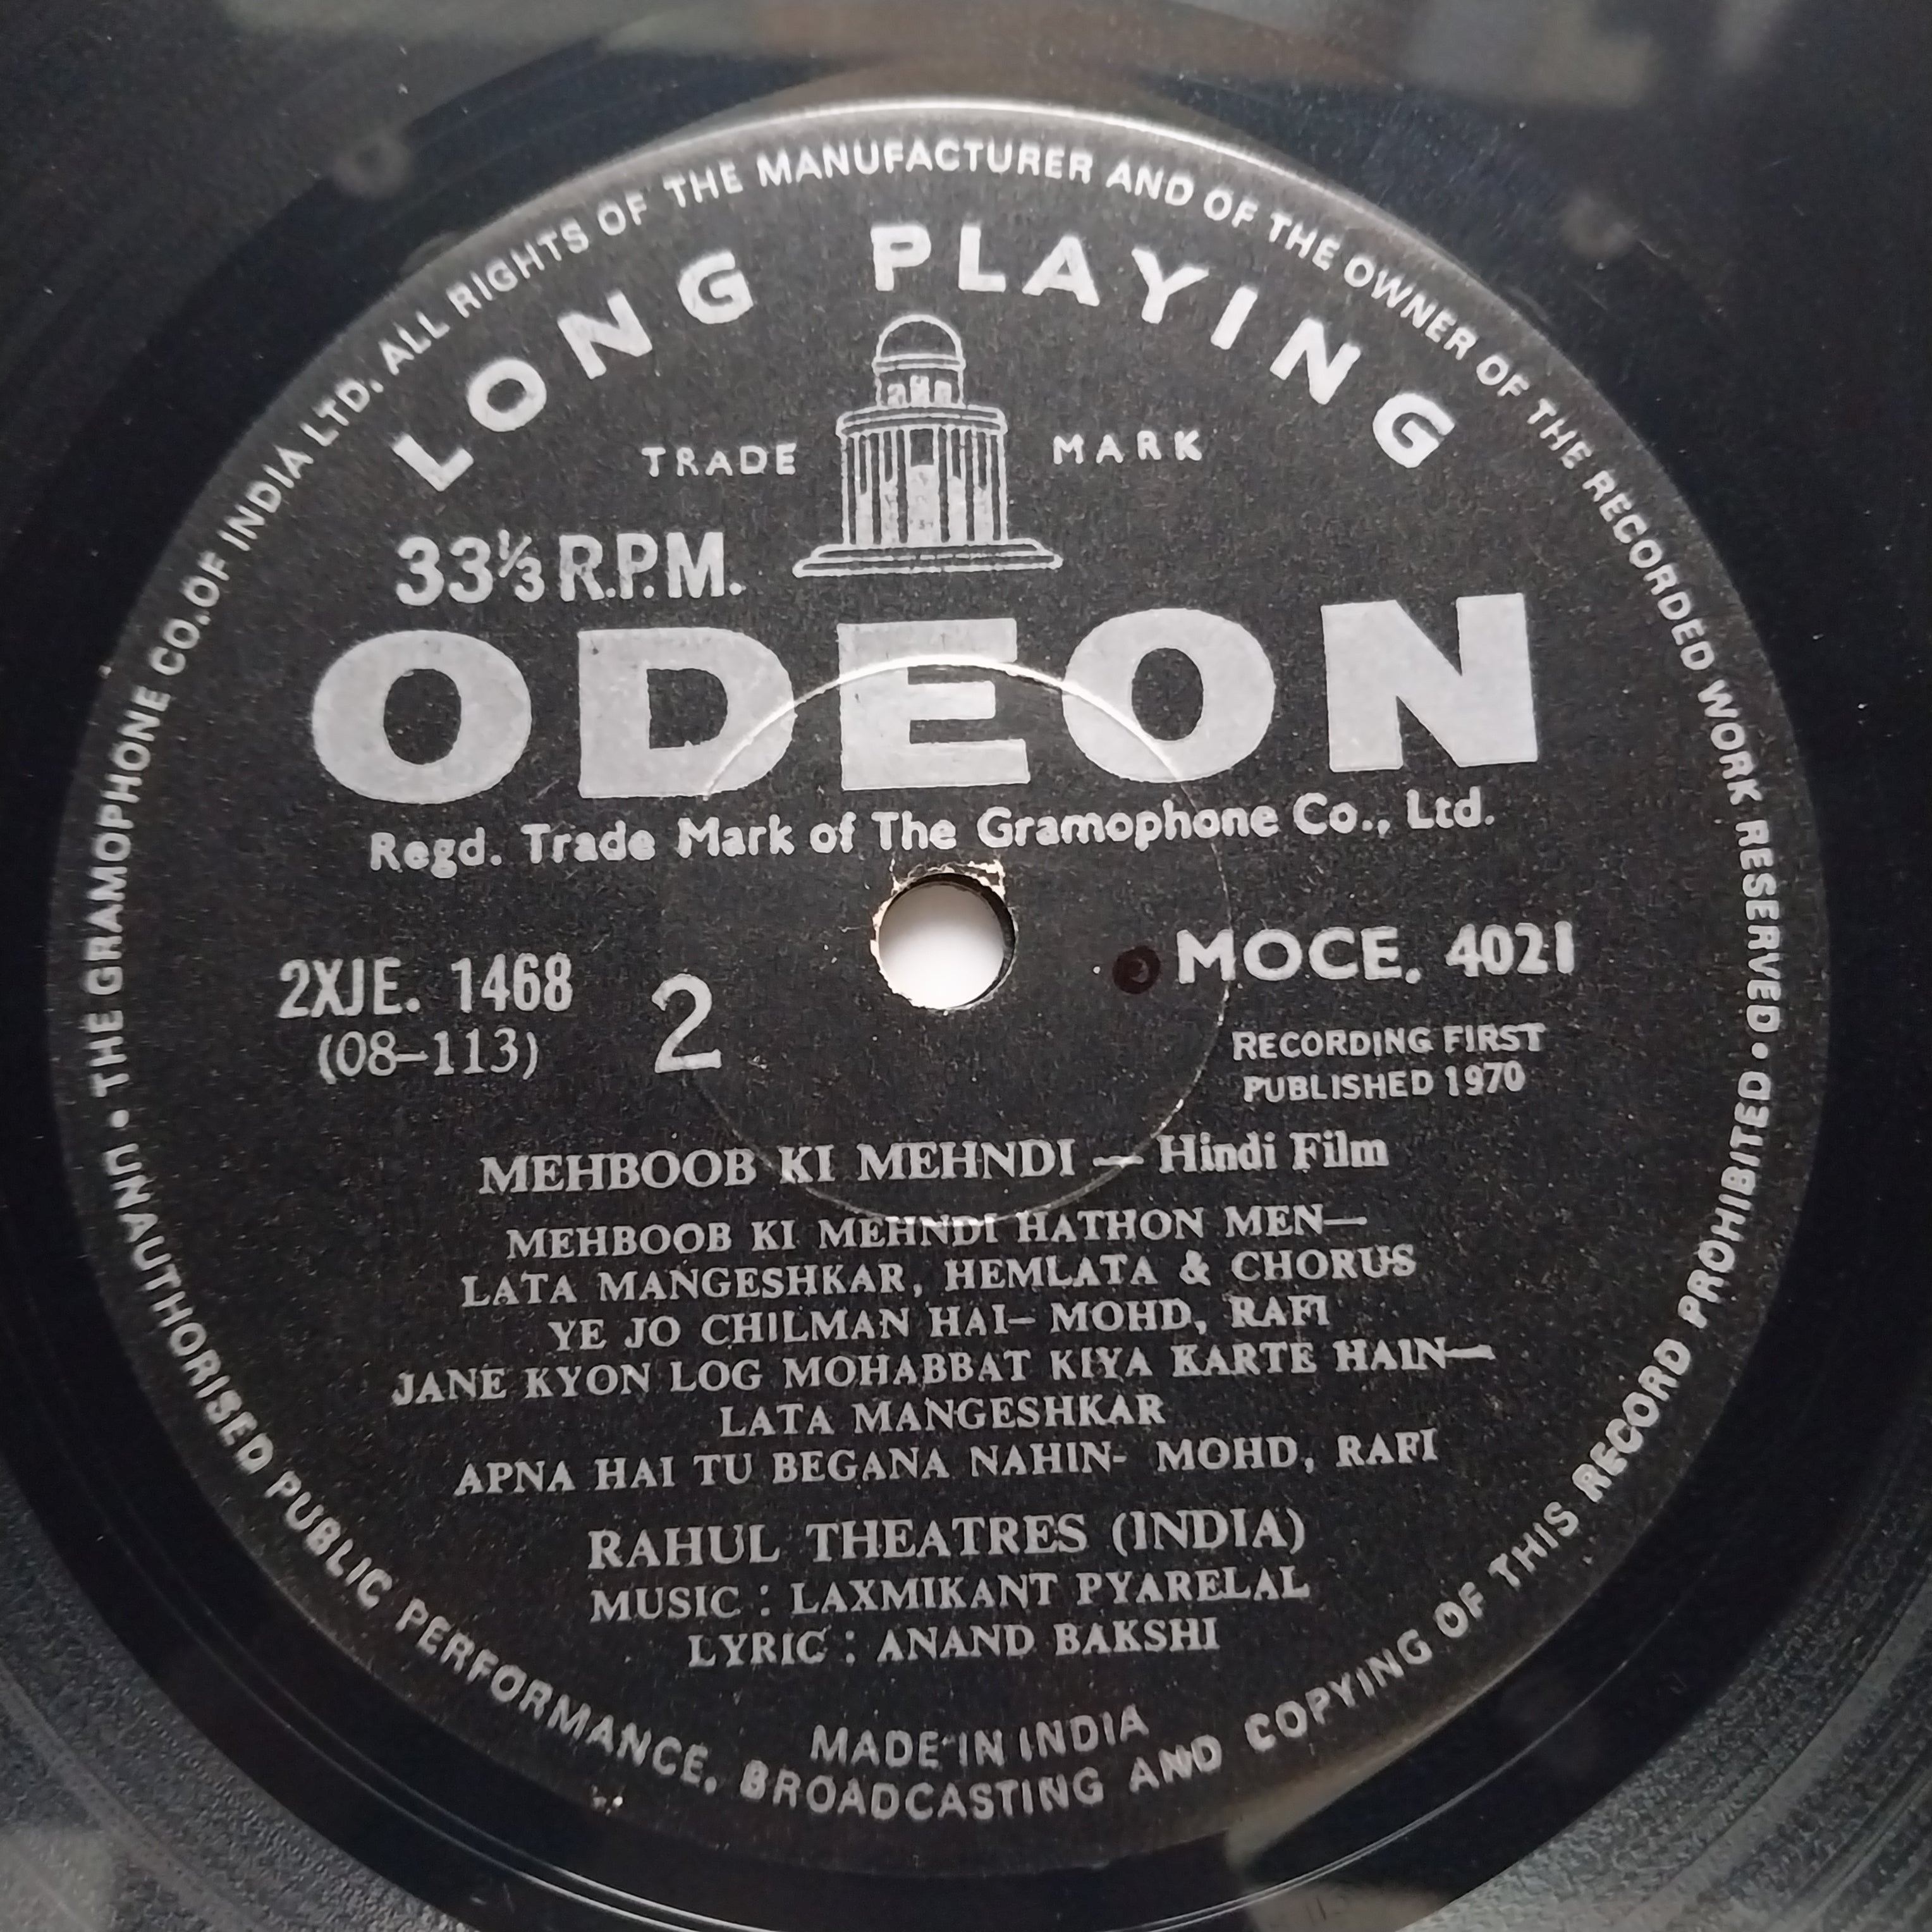 THE GRAMOPHONE CO. OF INDIA LTD. ALL RIGHTS OF THE MANUFACTURER AND OF THE OWNER OF THE RECORDED WORK RESERVED • UNAUTHORISED PUBLIC PERFORMANCE, BROADCASTING AND COPYING OF THIS RECORD PROHIBITED •
LONG PLAYING
TRADE MARK
33⅓ R.P.M.
ODEON
Regd. Trade Mark of The Gramophone Co., Ltd.
2XJE. 1468
(08-113)
2
MOCE. 4021
RECORDING FIRST
PUBLISHED 1970
MEHBOOB KI MEHNDI — Hindi Film
MEHBOOB KI MEHNDI HATHON MEN—
LATA MANGESHKAR, HEMLATA & CHORUS
YE JO CHILMAN HAI— MOHD, RAFI
JANE KYON LOG MOHABBAT KIYA KARTE HAIN—
LATA MANGESHKAR
APNA HAI TU BEGANA NAHIN- MOHD, RAFI
RAHUL THEATRES (INDIA)
MUSIC : LAXMIKANT PYARELAL
LYRIC : ANAND BAKSHI
MADE IN INDIA